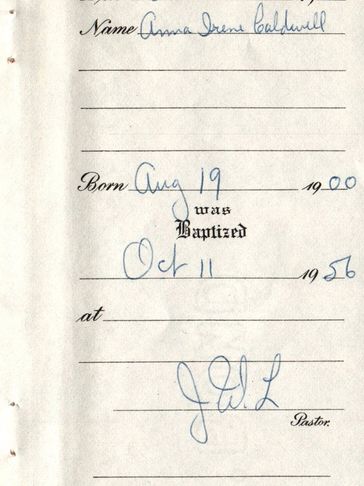 Name Anna Irene Caldwell
Born Aug 19 1900
was
Baptized
Oct 11 1956
at
J W. L
Pastor.